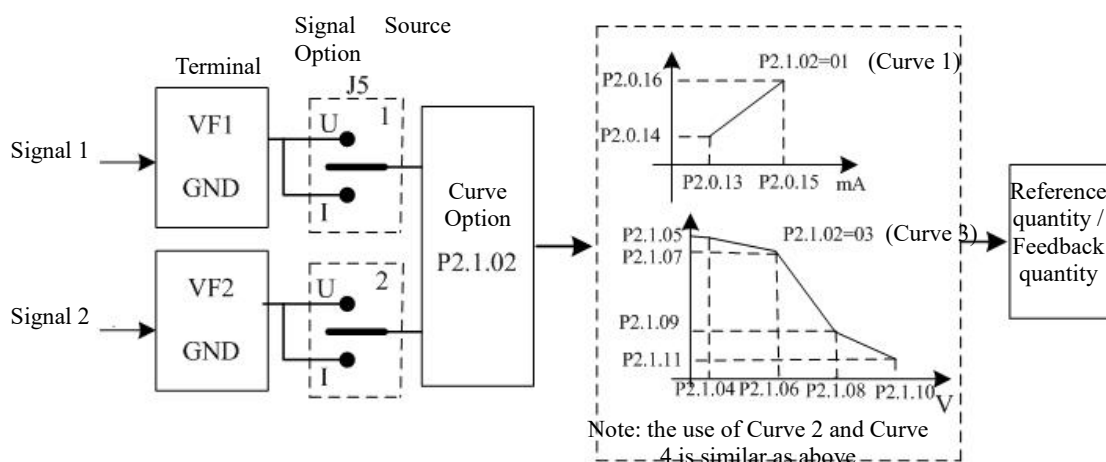 Signal Source
Option
Terminal
J5
Signal 1
VF1
GND
U
1
I
Signal 2
VF2
GND
U
2
I
Curve
Option
P2.1.02
P2.1.02=01 (Curve 1)
P2.0.16
P2.0.14
P2.0.13 P2.0.15 mA
P2.1.02=03 (Curve 3)
P2.1.05
P2.1.07
P2.1.09
P2.1.11
P2.1.04 P2.1.06 P2.1.08 P2.1.10
V
Note: the use of Curve 2 and Curve
4 is similar as above
Reference
quantity /
Feedback
quantity